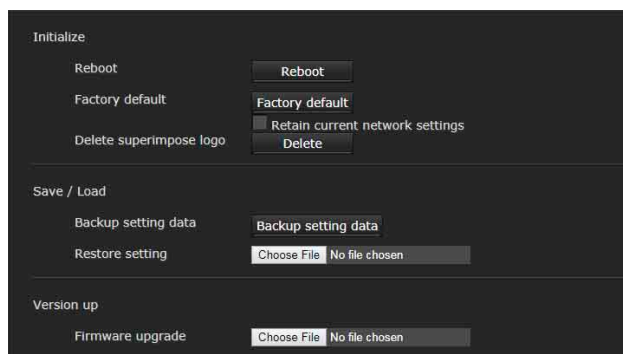 Initialize
Reboot Reboot
Factory default Factory default
Retain current network settings
Delete superimpose logo Delete
Save / Load
Backup setting data Backup setting data
Restore setting Choose File No file chosen
Version up
Firmware upgrade Choose File No file chosen